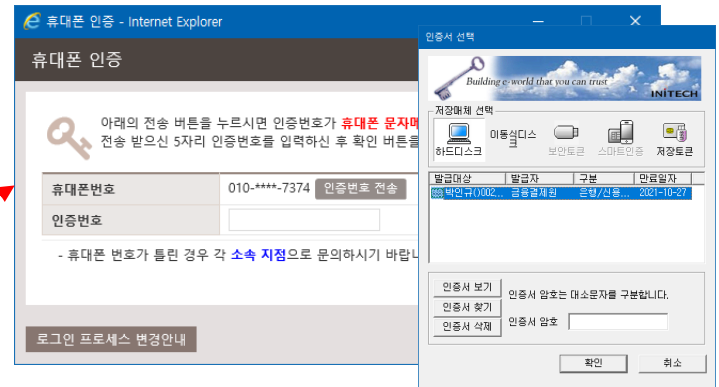 휴대폰 인증 - Internet Explorer
휴대폰 인증
아래의 전송 버튼을 누르시면 인증번호가 휴대폰 문자메
전송 받으신 5자리 인증번호를 입력하신 후 확인 버튼을
휴대폰번호 010-****-7374 인증번호 전송
인증번호
- 휴대폰 번호가 틀린 경우 각 소속 지점으로 문의하시기 바랍니
로그인 프로세스 변경안내
인증서 선택
Building e-world that you can trust
INITECH
저장매체 선택
하드디스크 이동식디스크 보안토큰 스마트인증 저장토큰
발급대상 발급자 구분 만료일자
박인규()002... 금융결제원 은행/신용... 2021-10-27
인증서 보기
인증서 찾기
인증서 삭제
인증서 암호는 대소문자를 구분합니다.
인증서 암호
확인 취소